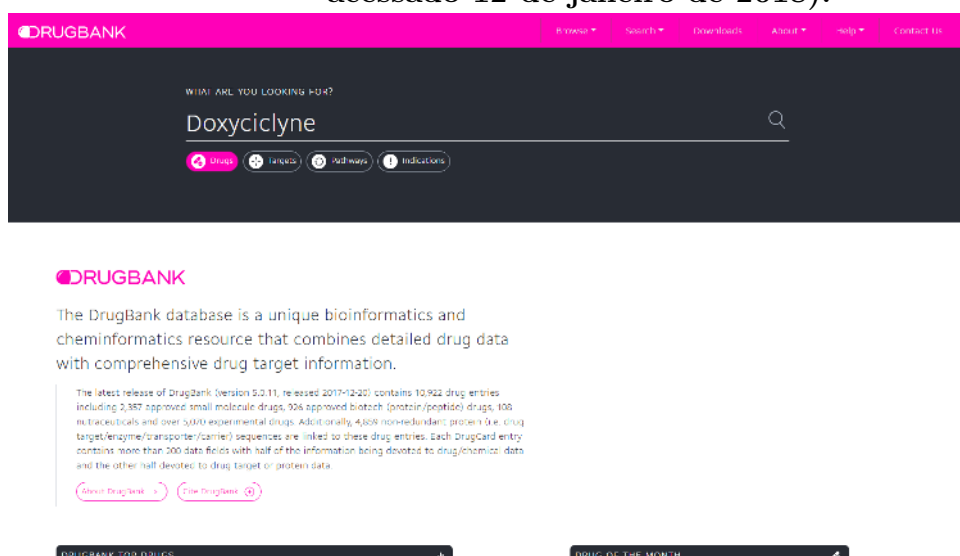 acessado 12 de janeiro de 2018).
DRUGBANK
Browse Search Downloads About Help Contact Us
WHAT ARE YOU LOOKING FOR?
Doxyciclyne
Drugs Targets Pathways Indications
DRUGBANK
The DrugBank database is a unique bioinformatics and
cheminformatics resource that combines detailed drug data
with comprehensive drug target information.
The latest release of DrugBank (version 5.0.11, released 2017-12-20) contains 10,922 drug entries
including 2,357 approved small molecule drugs, 926 approved biotech (protein/peptide) drugs, 108
nutraceuticals and over 5,070 experimental drugs. Additionally, 4,659 non-redundant protein (i.e. drug
target/enzyme/transporter/carrier) sequences are linked to these drug entries. Each DrugCard entry
contains more than 200 data fields with half of the information being devoted to drug/chemical data
and the other half devoted to drug target or protein data.
About DrugBank Cite DrugBank
DRUGBANK TOP DRUGS DRUG OF THE MONTH